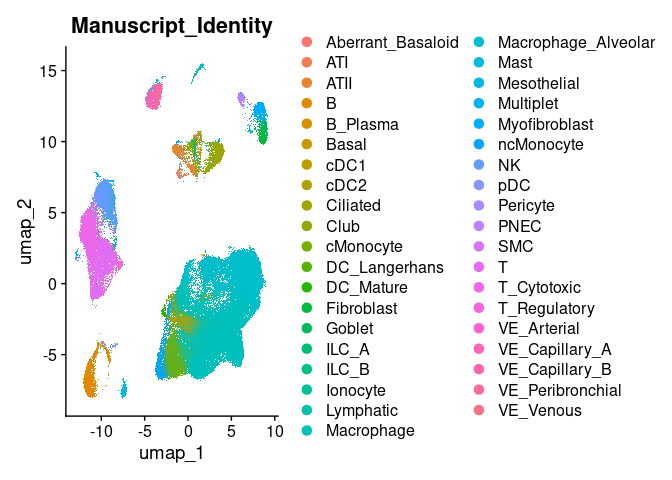 Manuscript_Identity
15
10
5
0
-5
umap_2
-10 -5 0 5 10
umap_1
Aberrant_Basaloid
ATI
ATII
B
B_Plasma
Basal
cDC1
cDC2
Ciliated
Club
cMonocyte
DC_Langerhans
DC_Mature
Fibroblast
Goblet
ILC_A
ILC_B
Ionocyte
Lymphatic
Macrophage
Macrophage_Alveolar
Mast
Mesothelial
Multiplet
Myofibroblast
ncMonocyte
NK
pDC
Pericyte
PNEC
SMC
T
T_Cytotoxic
T_Regulatory
VE_Arterial
VE_Capillary_A
VE_Capillary_B
VE_Peribronchial
VE_Venous